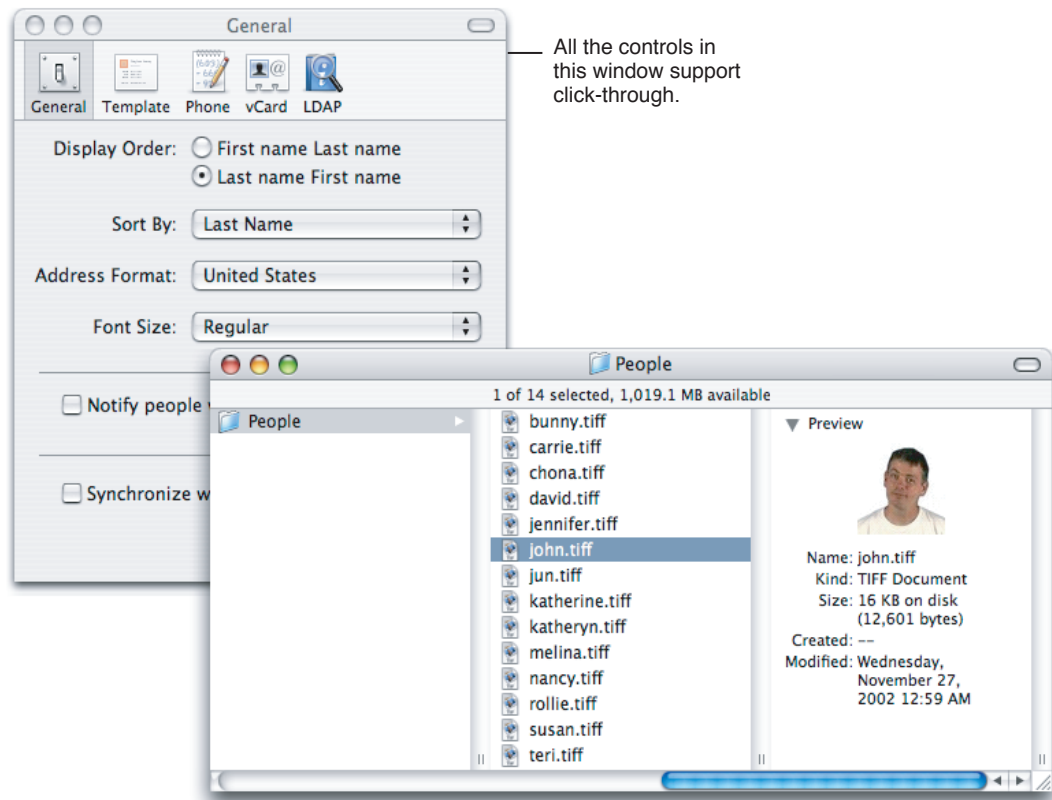 General
All the controls in
this window support
click-through.
General Template Phone vCard LDAP
Display Order: First name Last name
Last name First name
Sort By: Last Name
Address Format: United States
Font Size: Regular
Notify people
Synchronize w
People
1 of 14 selected, 1,019.1 MB available
People
bunny.tiff
carrie.tiff
chona.tiff
david.tiff
jennifer.tiff
john.tiff
jun.tiff
katherine.tiff
katheryn.tiff
melina.tiff
nancy.tiff
rollie.tiff
susan.tiff
teri.tiff
Preview
Name: john.tiff
Kind: TIFF Document
Size: 16 KB on disk
(12,601 bytes)
Created: --
Modified: Wednesday,
November 27,
2002 12:59 AM